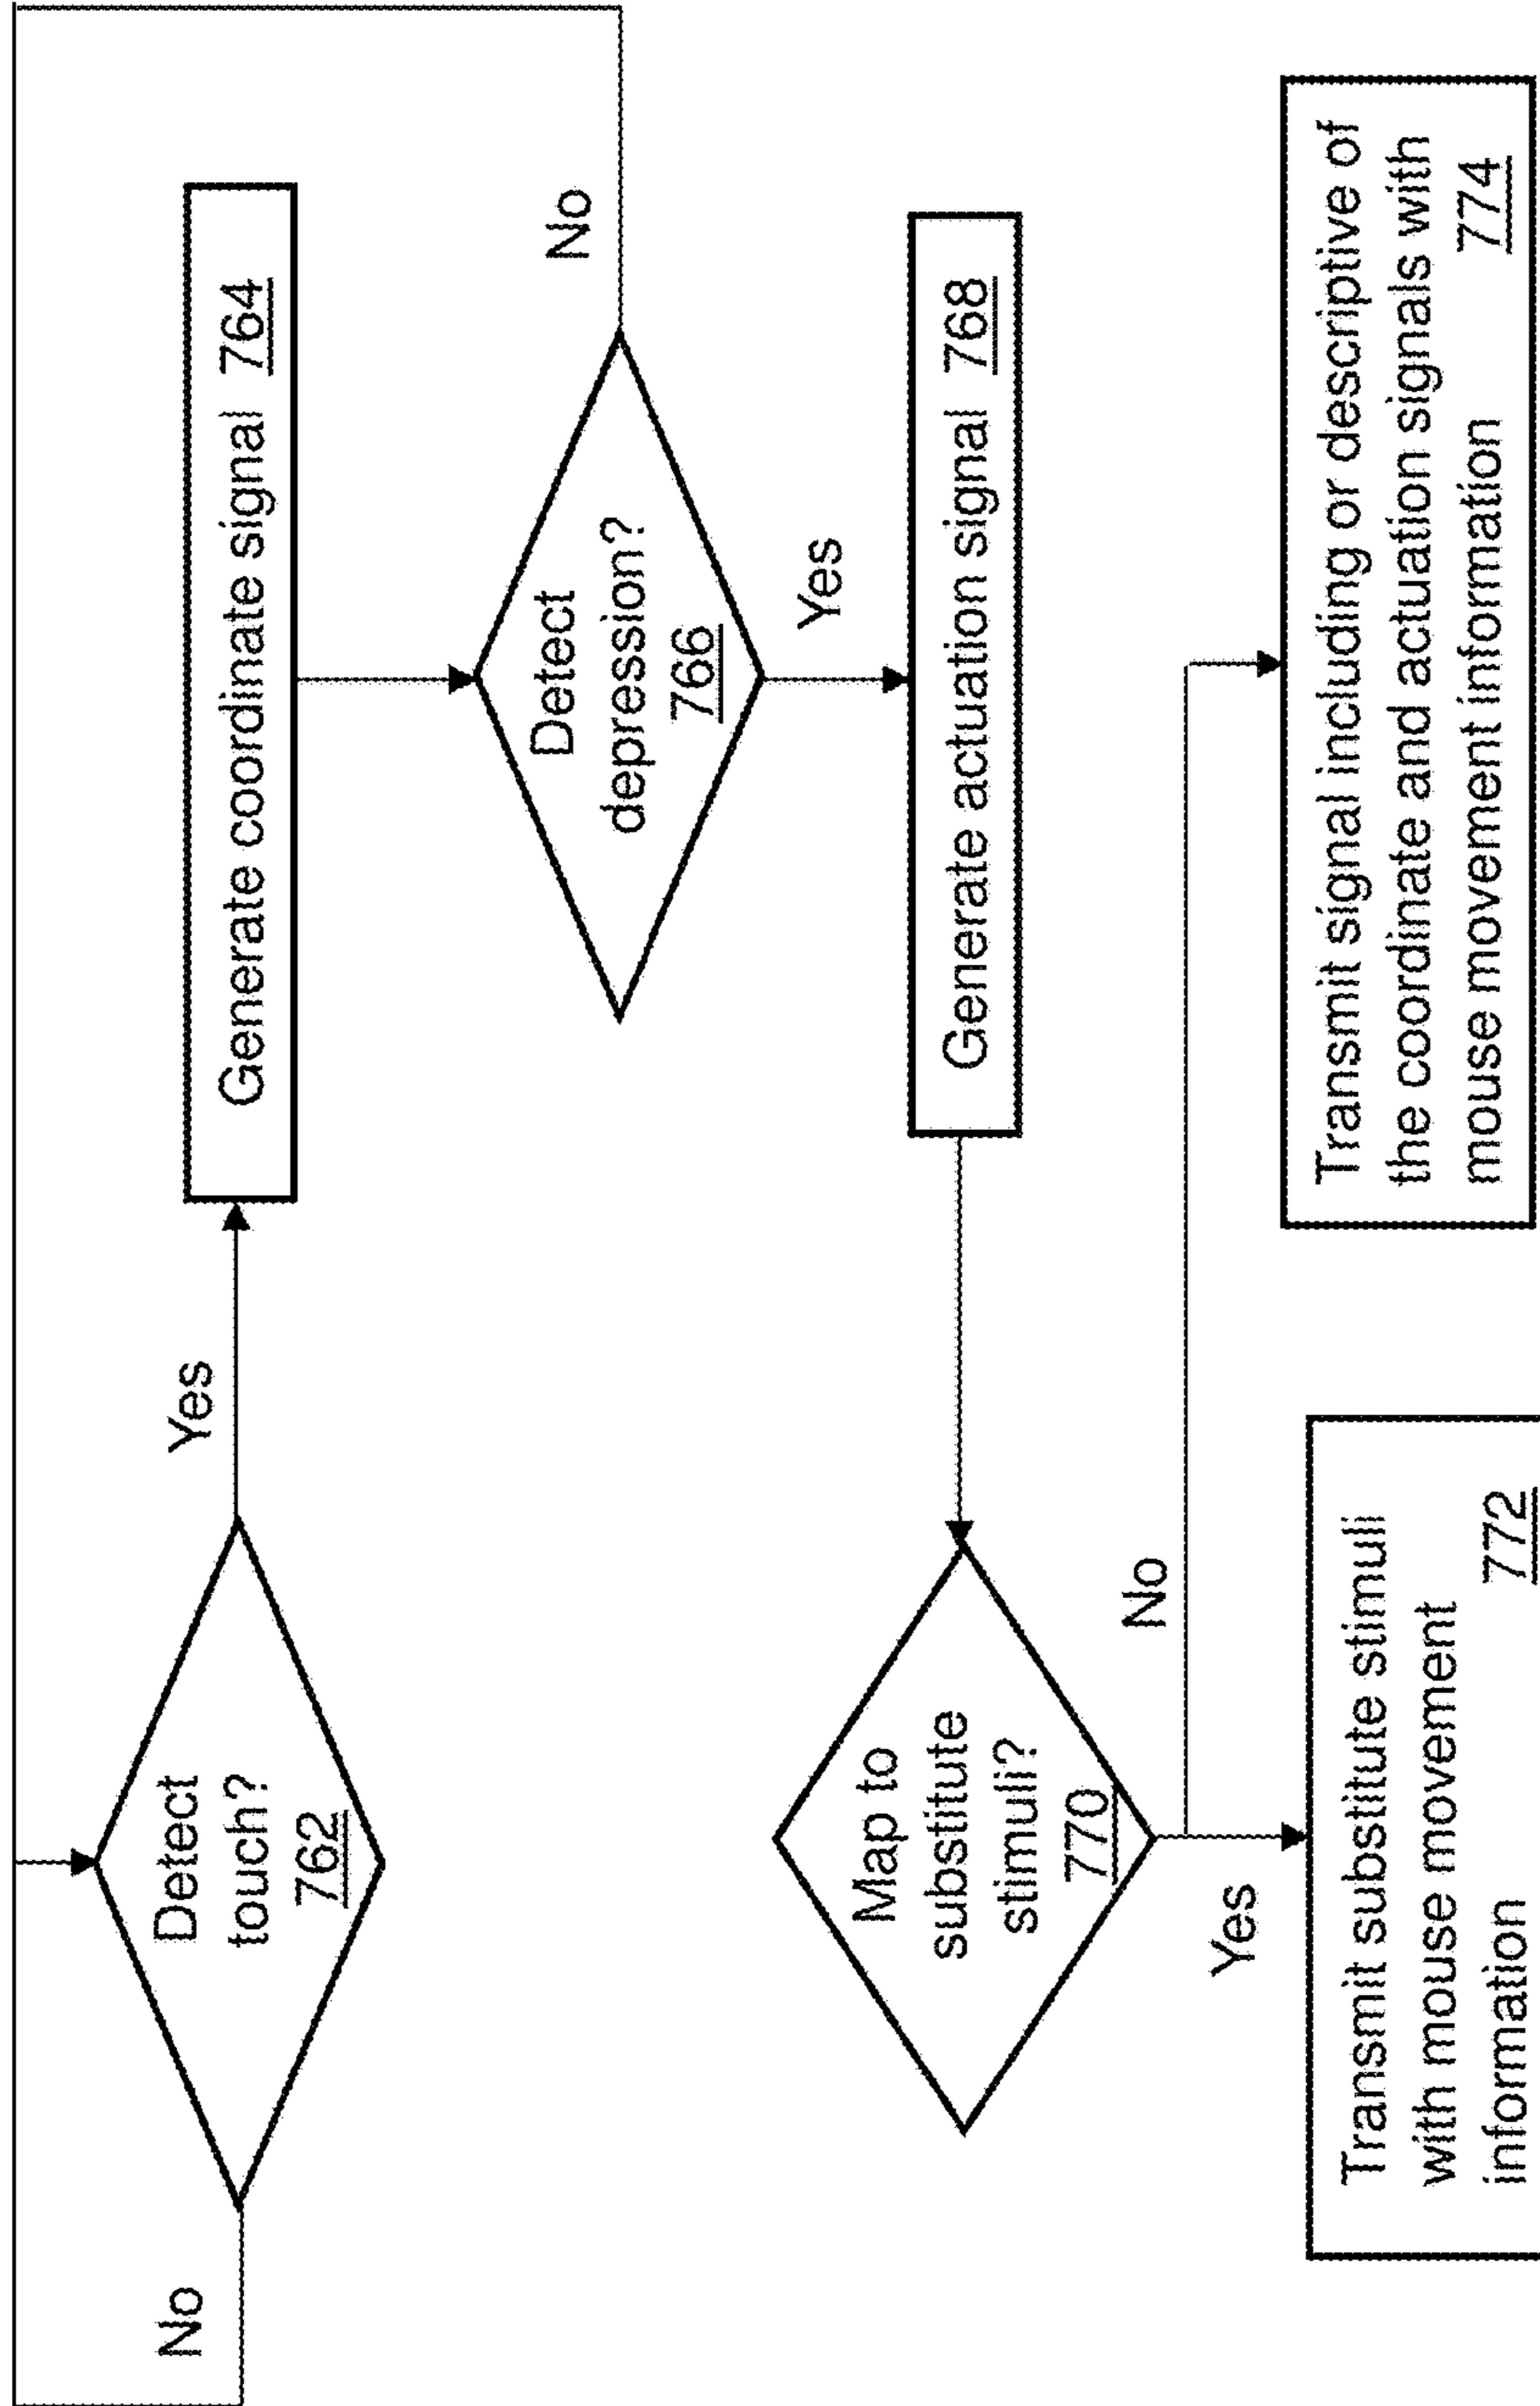 No
Detect
touch?
762
Yes
Generate coordinate signal 764
Detect
depression?
766
No
Yes
Generate actuation signal 768
Map to
substitute
stimuli?
770
No
Yes
Transmit substitute stimuli
with mouse movement
information 772
Transmit signal including or descriptive of
the coordinate and actuation signals with
mouse movement information 774